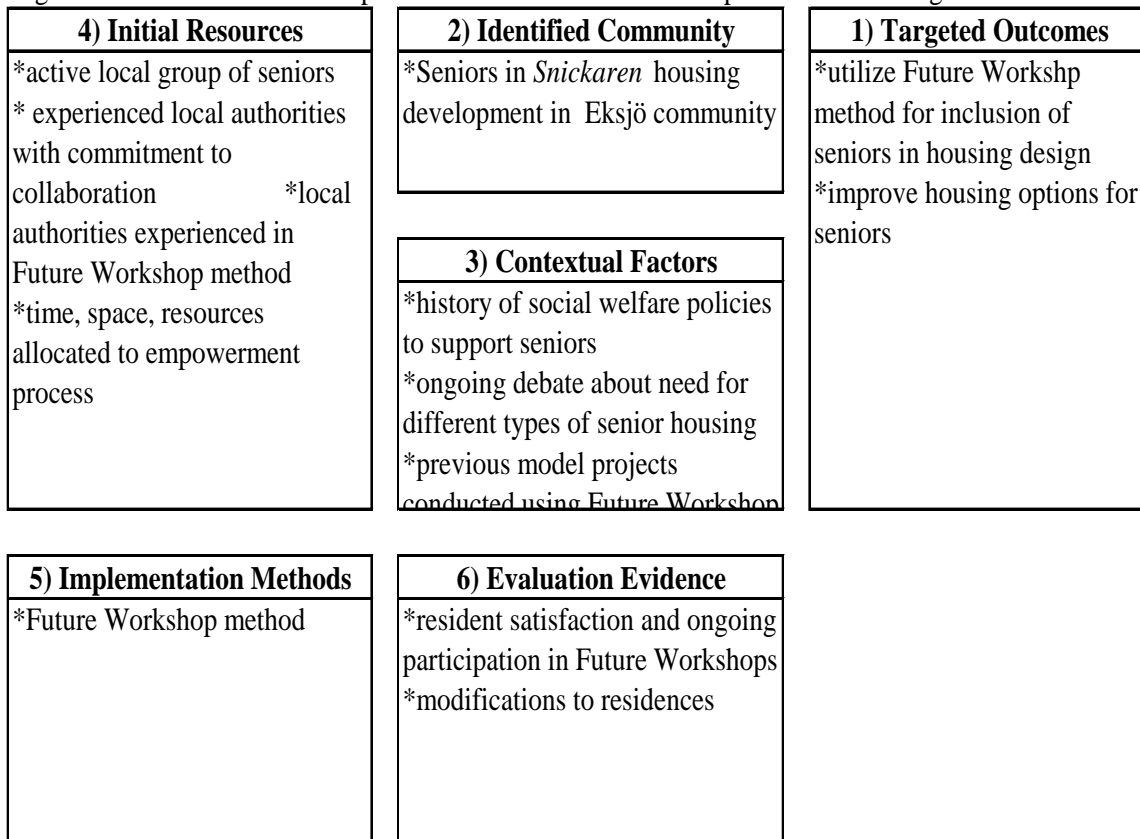 4) Initial Resources
*active local group of seniors
* experienced local authorities
with commitment to
collaboration *local
authorities experienced in
Future Workshop method
*time, space, resources
allocated to empowerment
process
2) Identified Community
*Seniors in Snickaren housing
development in Eksjö community
3) Contextual Factors
*history of social welfare policies
to support seniors
*ongoing debate about need for
different types of senior housing
*previous model projects
conducted using Future Workshop
1) Targeted Outcomes
*utilize Future Workshp
method for inclusion of
seniors in housing design
*improve housing options for
seniors
5) Implementation Methods
*Future Workshop method
6) Evaluation Evidence
*resident satisfaction and ongoing
participation in Future Workshops
*modifications to residences